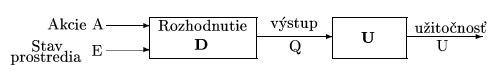 Akcie A
Stav
prostredia E
Rozhodnutie
D
výstup
Q
U
užitočnosť
U